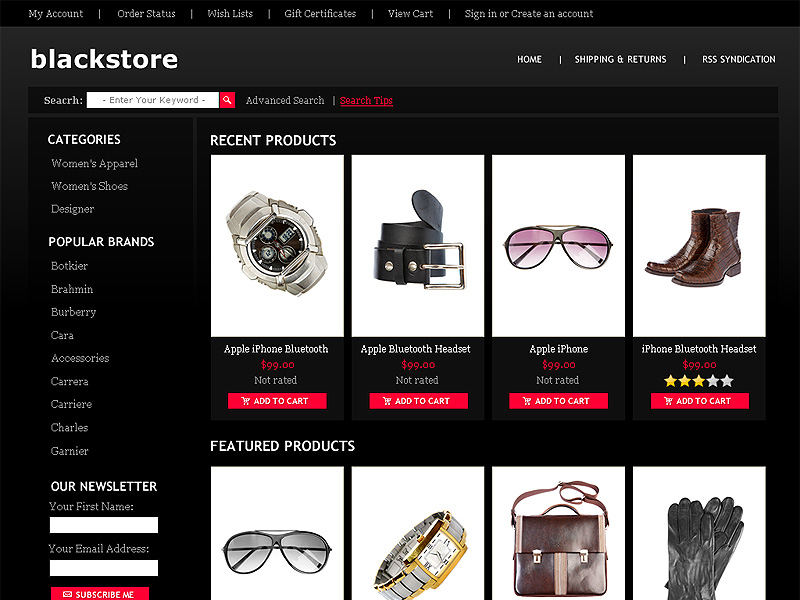 My Account | Order Status | Wish Lists | Gift Certificates | View Cart | Sign in or Create an account
blackstore
HOME | SHIPPING & RETURNS | RSS SYNDICATION
Seacrh: - Enter Your Keyword - Advanced Search | Search Tips
CATEGORIES
Women's Apparel
Women's Shoes
Designer
POPULAR BRANDS
Botkier
Brahmin
Burberry
Cara
Accessories
Carrera
Carriere
Charles
Garnier
OUR NEWSLETTER
Your First Name:
Your Email Address:
SUBSCRIBE ME
RECENT PRODUCTS
Apple iPhone Bluetooth
$99.00
Not rated
ADD TO CART
Apple Bluetooth Headset
$99.00
Not rated
ADD TO CART
Apple iPhone
$99.00
Not rated
ADD TO CART
iPhone Bluetooth Headset
$99.00
ADD TO CART
FEATURED PRODUCTS